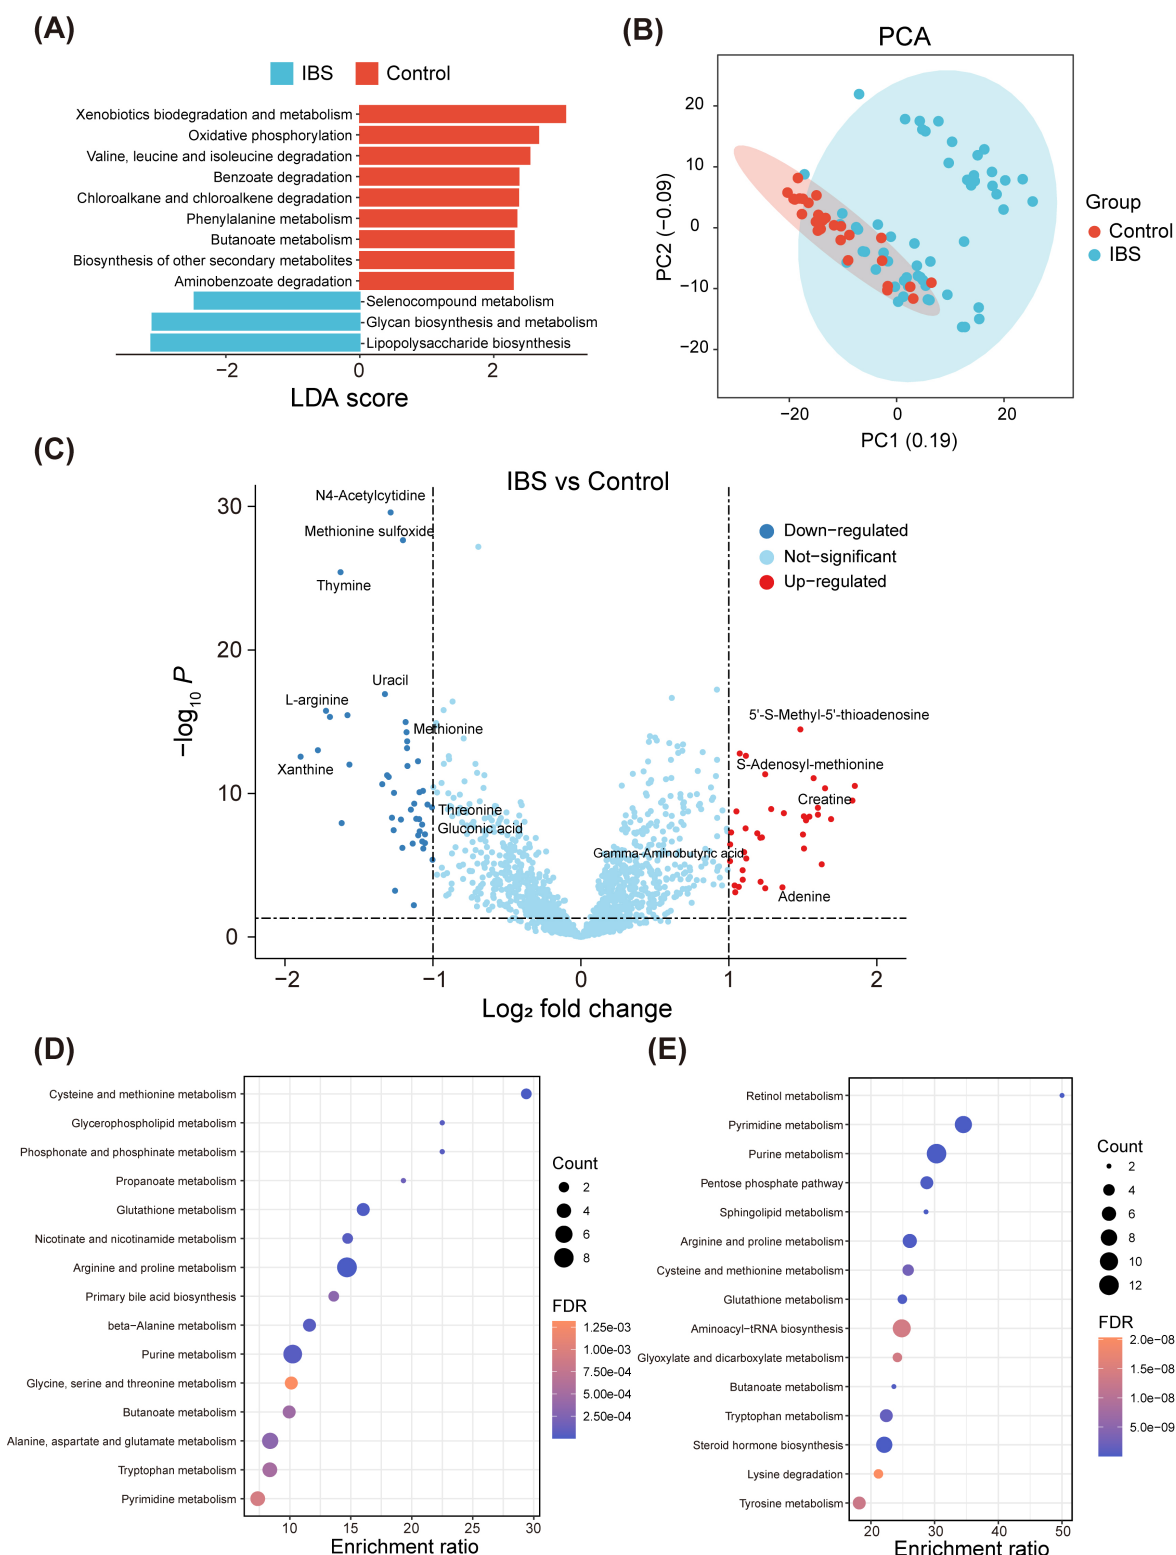 (A)
IBS
Control
Xenobiotics biodegradation and metabolism
Oxidative phosphorylation
Valine, leucine and isoleucine degradation
Benzoate degradation
Chloroalkane and chloroalkene degradation
Phenylalanine metabolism
Butanoate metabolism
Biosynthesis of other secondary metabolites
Aminobenzoate degradation
Selenocompound metabolism
Glycan biosynthesis and metabolism
Lipopolysaccharide biosynthesis
−2
0
2
LDA score
(B)
PCA
20
10
0
−10
−20
PC2 (−0.09)
−20
0
20
PC1 (0.19)
Group
Control
IBS
(C)
IBS vs Control
30
20
10
0
−log₁₀ P
N4-Acetylcytidine
Methionine sulfoxide
Thymine
Uracil
L-arginine
Methionine
Xanthine
Threonine
Gluconic acid
Down−regulated
Not−significant
Up−regulated
5'-S-Methyl-5'-thioadenosine
S-Adenosyl-methionine
Creatine
Gamma-Aminobutyric acid
Adenine
−2
−1
0
1
2
Log₂ fold change
(D)
Cysteine and methionine metabolism
Glycerophospholipid metabolism
Phosphonate and phosphinate metabolism
Propanoate metabolism
Glutathione metabolism
Nicotinate and nicotinamide metabolism
Arginine and proline metabolism
Primary bile acid biosynthesis
beta−Alanine metabolism
Purine metabolism
Glycine, serine and threonine metabolism
Butanoate metabolism
Alanine, aspartate and glutamate metabolism
Tryptophan metabolism
Pyrimidine metabolism
10
15
20
25
30
Enrichment ratio
Count
2
4
6
8
FDR
1.25e-03
1.00e-03
7.50e-04
5.00e-04
2.50e-04
(E)
Retinol metabolism
Pyrimidine metabolism
Purine metabolism
Pentose phosphate pathway
Sphingolipid metabolism
Arginine and proline metabolism
Cysteine and methionine metabolism
Glutathione metabolism
Aminoacyl−tRNA biosynthesis
Glyoxylate and dicarboxylate metabolism
Butanoate metabolism
Tryptophan metabolism
Steroid hormone biosynthesis
Lysine degradation
Tyrosine metabolism
20
30
40
50
Enrichment ratio
Count
2
4
6
8
10
12
FDR
2.0e−08
1.5e−08
1.0e−08
5.0e−09